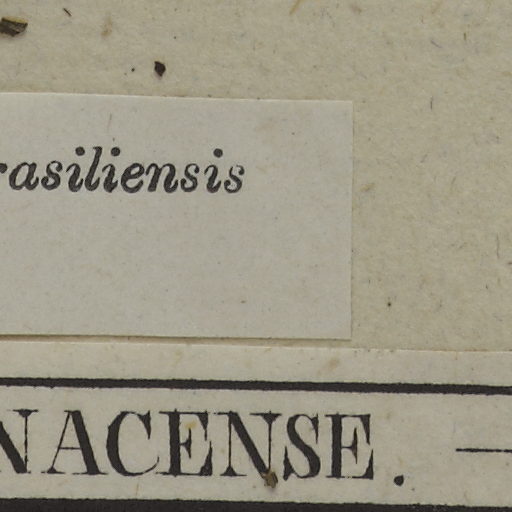 rasiliensis
NACENSE. —